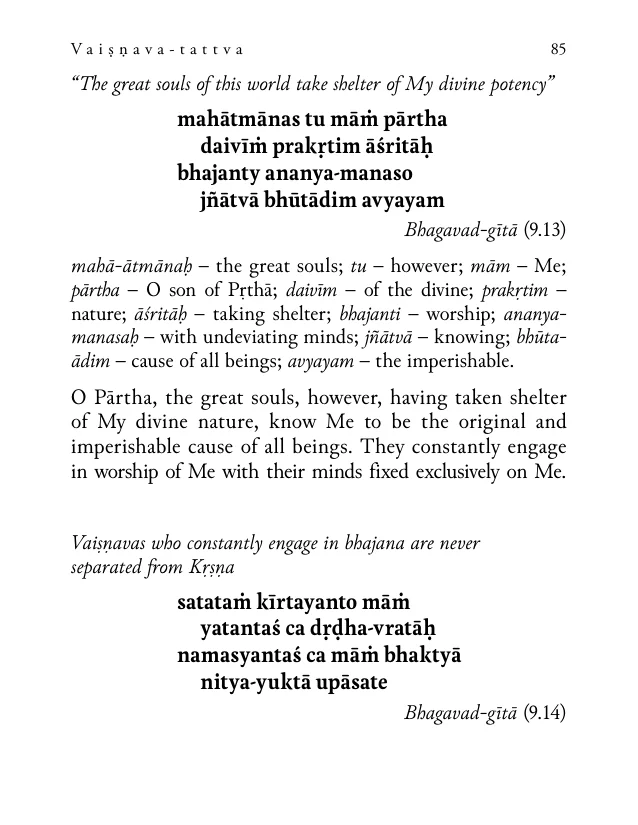 Vaiṣṇava-tattva 85
“The great souls of this world take shelter of My divine potency”
mahātmānas tu māṁ pārtha
daivīṁ prakṛtim āśritāḥ
bhajanty ananya-manaso
jñātvā bhūtādim avyayam
Bhagavad-gītā (9.13)
mahā-ātmānaḥ – the great souls; tu – however; mām – Me;
pārtha – O son of Pṛthā; daivīm – of the divine; prakṛtim –
nature; āśritāḥ – taking shelter; bhajanti – worship; ananya-
manasaḥ – with undeviating minds; jñātvā – knowing; bhūta-
ādim – cause of all beings; avyayam – the imperishable.
O Pārtha, the great souls, however, having taken shelter
of My divine nature, know Me to be the original and
imperishable cause of all beings. They constantly engage
in worship of Me with their minds fixed exclusively on Me.
Vaiṣṇavas who constantly engage in bhajana are never
separated from Kṛṣṇa
satataṁ kīrtayanto māṁ
yatantaś ca dṛḍha-vratāḥ
namasyantaś ca māṁ bhaktyā
nitya-yuktā upāsate
Bhagavad-gītā (9.14)